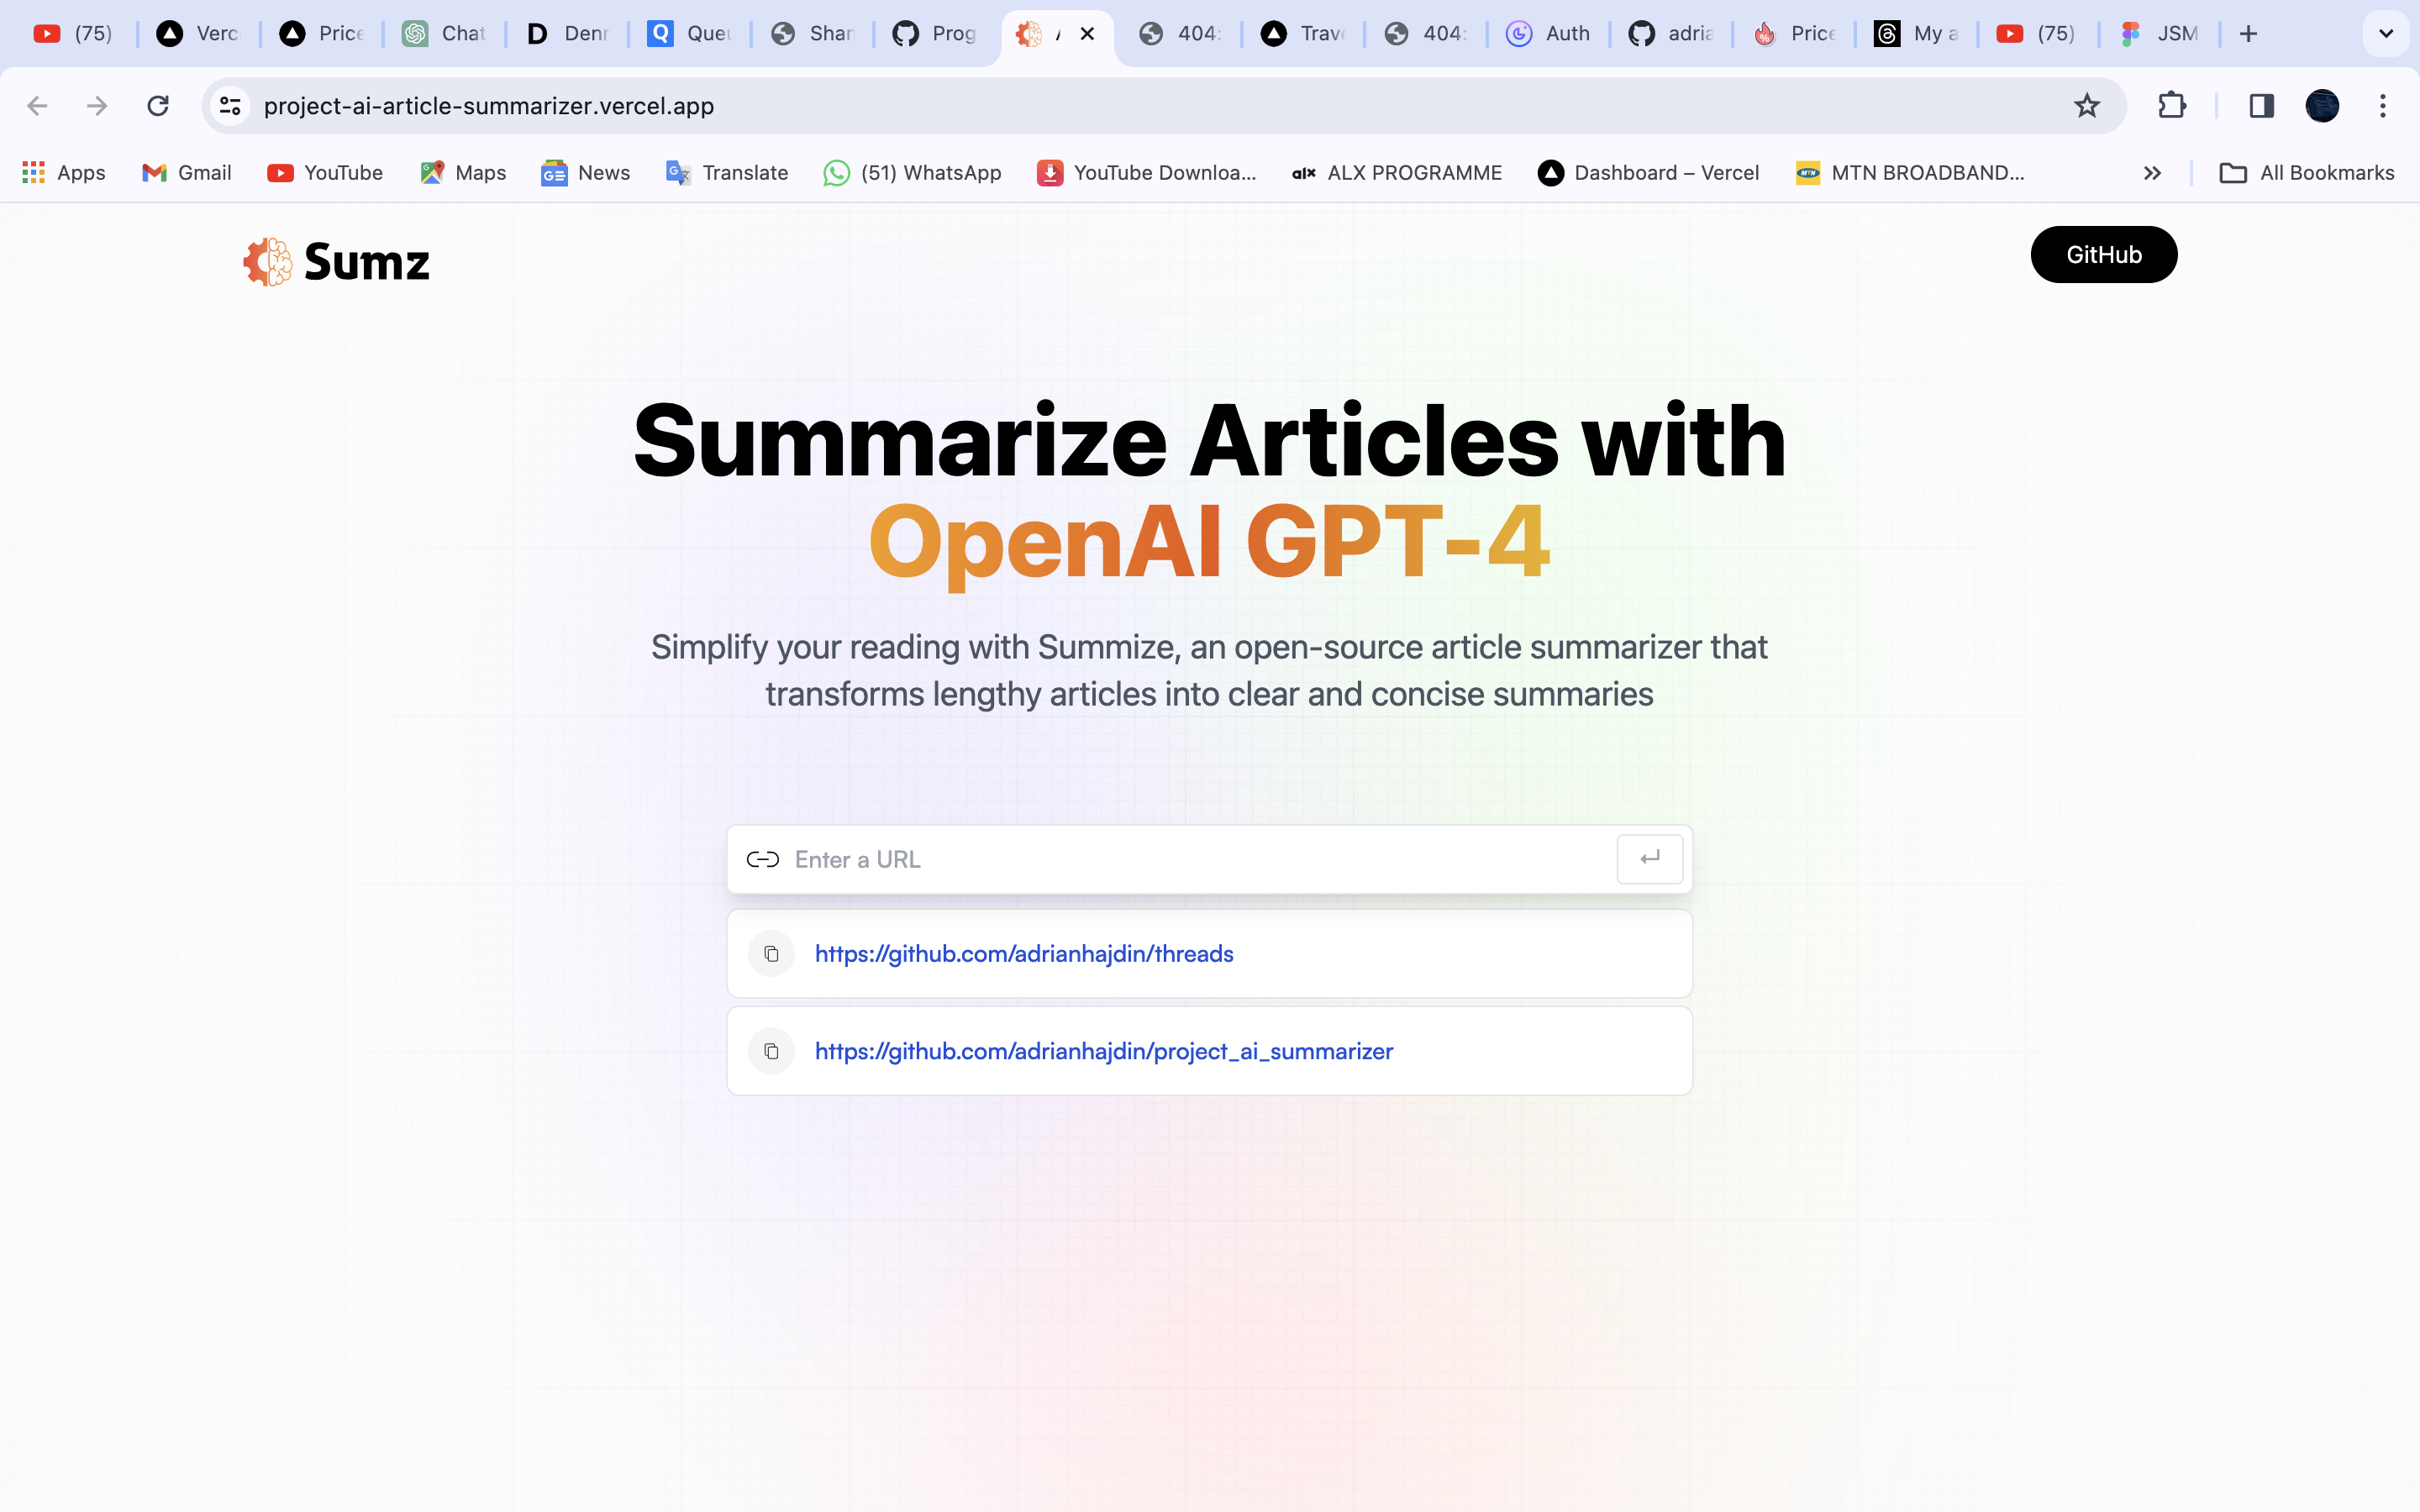 (75)
Verc
Price
Chat
Denr
Que
Shar
Prog
404:
Trav
404:
Auth
adria
Price
My a
(75)
JSM
project-ai-article-summarizer.vercel.app
Apps
Gmail
YouTube
Maps
News
Translate
(51) WhatsApp
YouTube Downloa...
alx ALX PROGRAMME
Dashboard – Vercel
MTN BROADBAND...
All Bookmarks
Sumz
GitHub
Summarize Articles with
OpenAI GPT-4
Simplify your reading with Summize, an open-source article summarizer that
transforms lengthy articles into clear and concise summaries
Enter a URL
https://github.com/adrianhajdin/threads
https://github.com/adrianhajdin/project_ai_summarizer